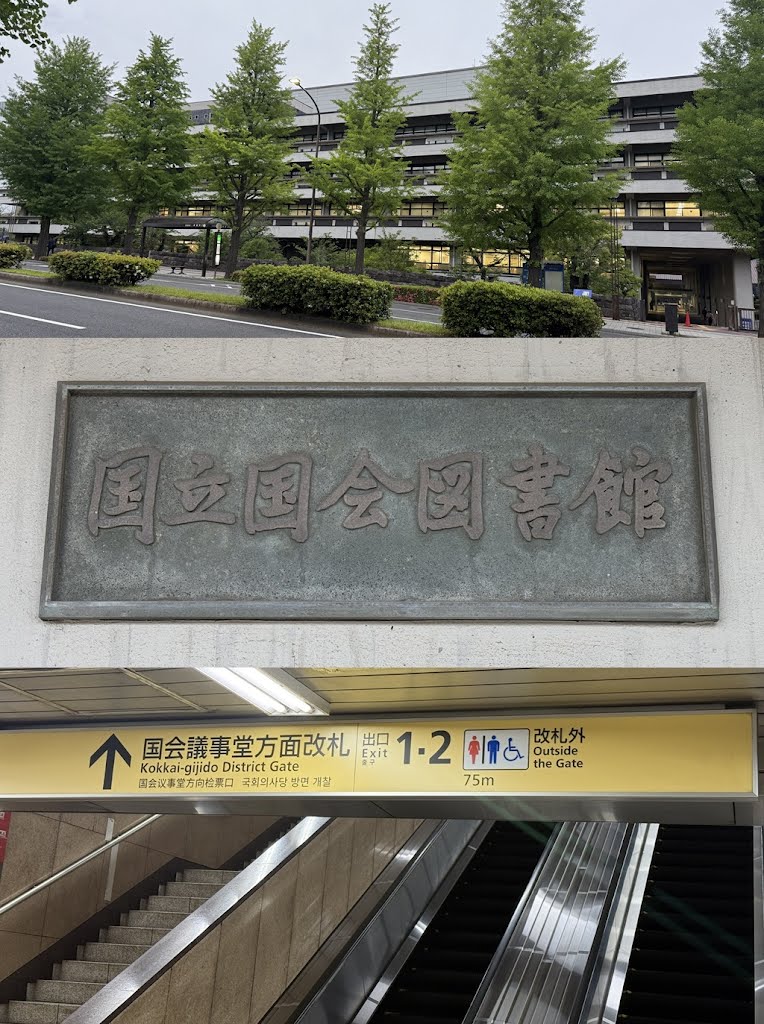 国立国会図書館
国会議事堂方面改札
Kokkai-gijido District Gate
国会议事堂方向检票口 국회의사당 방면 개찰
出口
Exit
출구
1・2
75m
改札外
Outside
the Gate